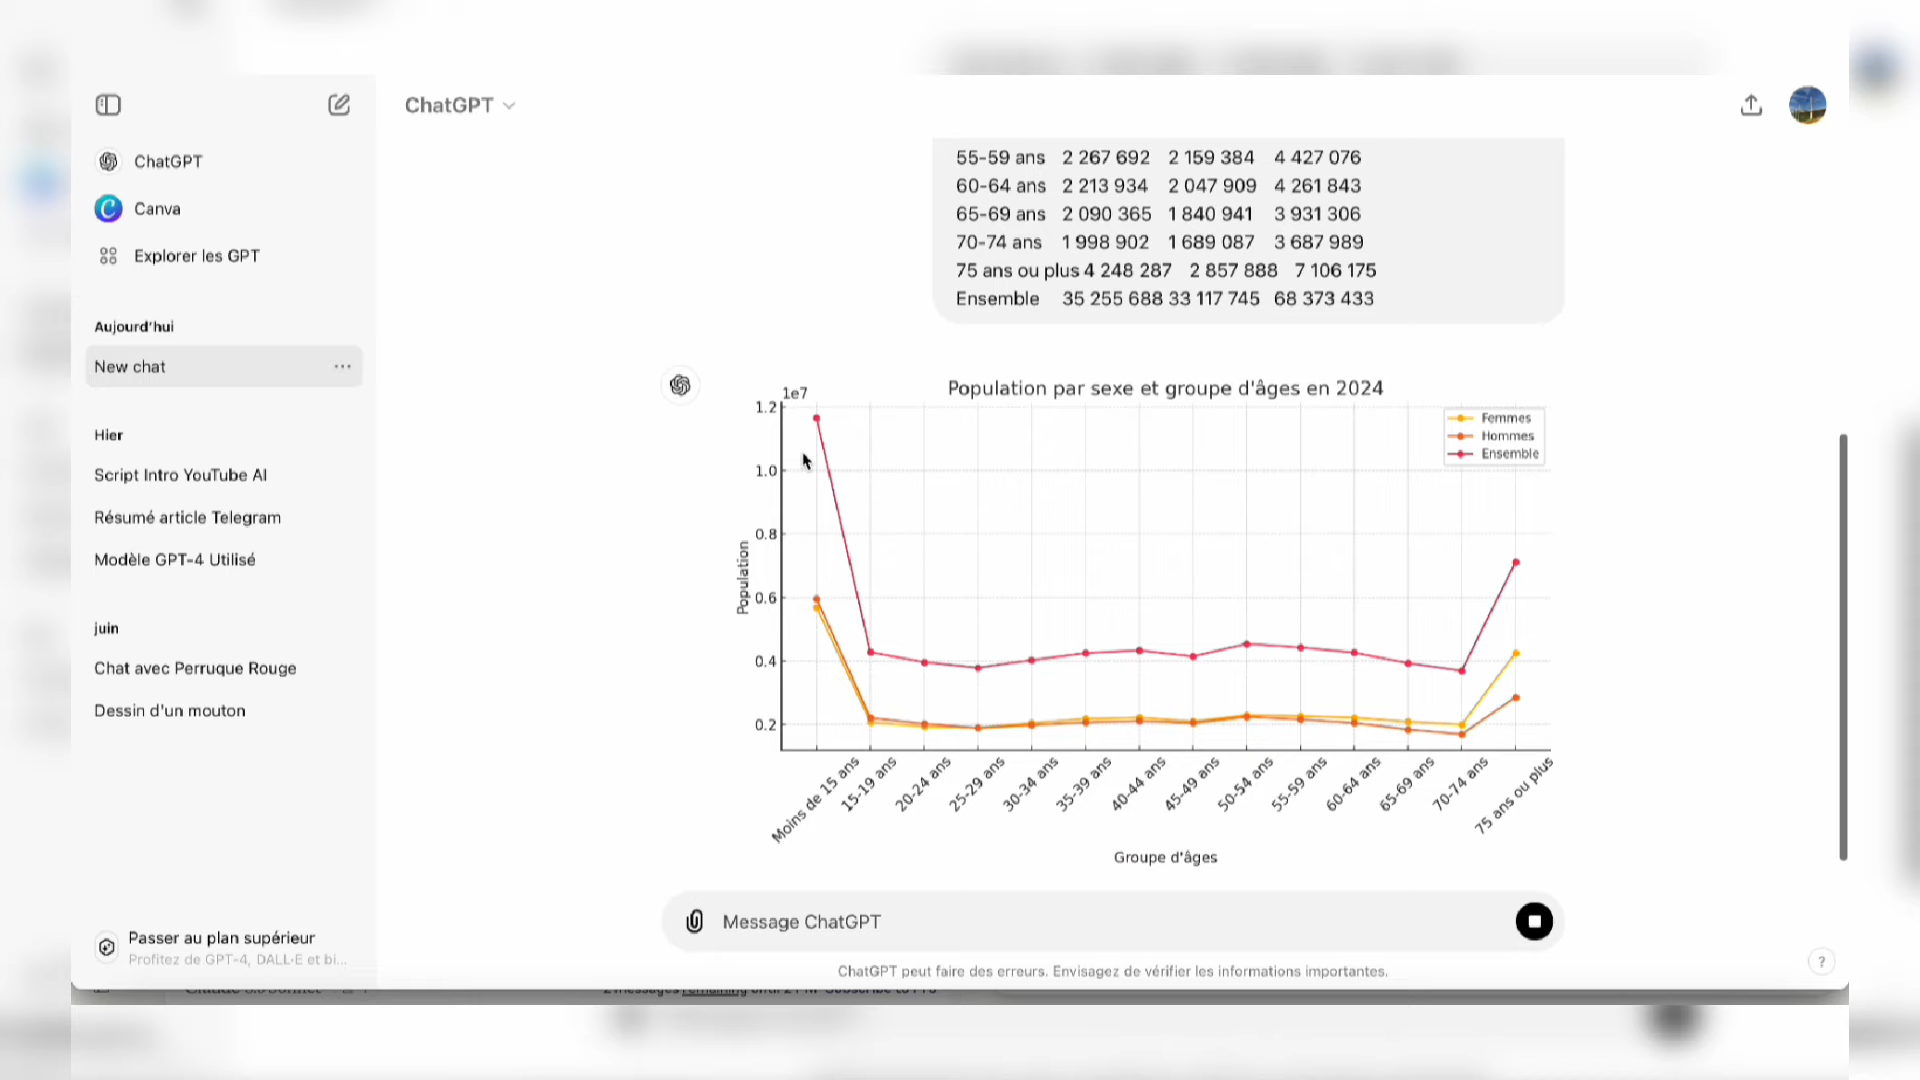 ChatGPT
ChatGPT
Canva
Explorer les GPT
Aujourd'hui
New chat
Hier
Script Intro YouTube AI
Résumé article Telegram
Modèle GPT-4 Utilisé
juin
Chat avec Perruque Rouge
Dessin d'un mouton
Passer au plan supérieur
Profitez de GPT-4, DALL·E et bi...
55-59 ans 2 267 692 2 159 384 4 427 076
60-64 ans 2 213 934 2 047 909 4 261 843
65-69 ans 2 090 365 1 840 941 3 931 306
70-74 ans 1 998 902 1 689 087 3 687 989
75 ans ou plus 4 248 287 2 857 888 7 106 175
Ensemble 35 255 688 33 117 745 68 373 433
Population par sexe et groupe d'âges en 2024
1e7
1.2
1.0
0.8
0.6
0.4
0.2
Population
Femmes
Hommes
Ensemble
Moins de 15 ans
15-19 ans
20-24 ans
25-29 ans
30-34 ans
35-39 ans
40-44 ans
45-49 ans
50-54 ans
55-59 ans
60-64 ans
65-69 ans
70-74 ans
75 ans ou plus
Groupe d'âges
Message ChatGPT
ChatGPT peut faire des erreurs. Envisagez de vérifier les informations importantes.
?